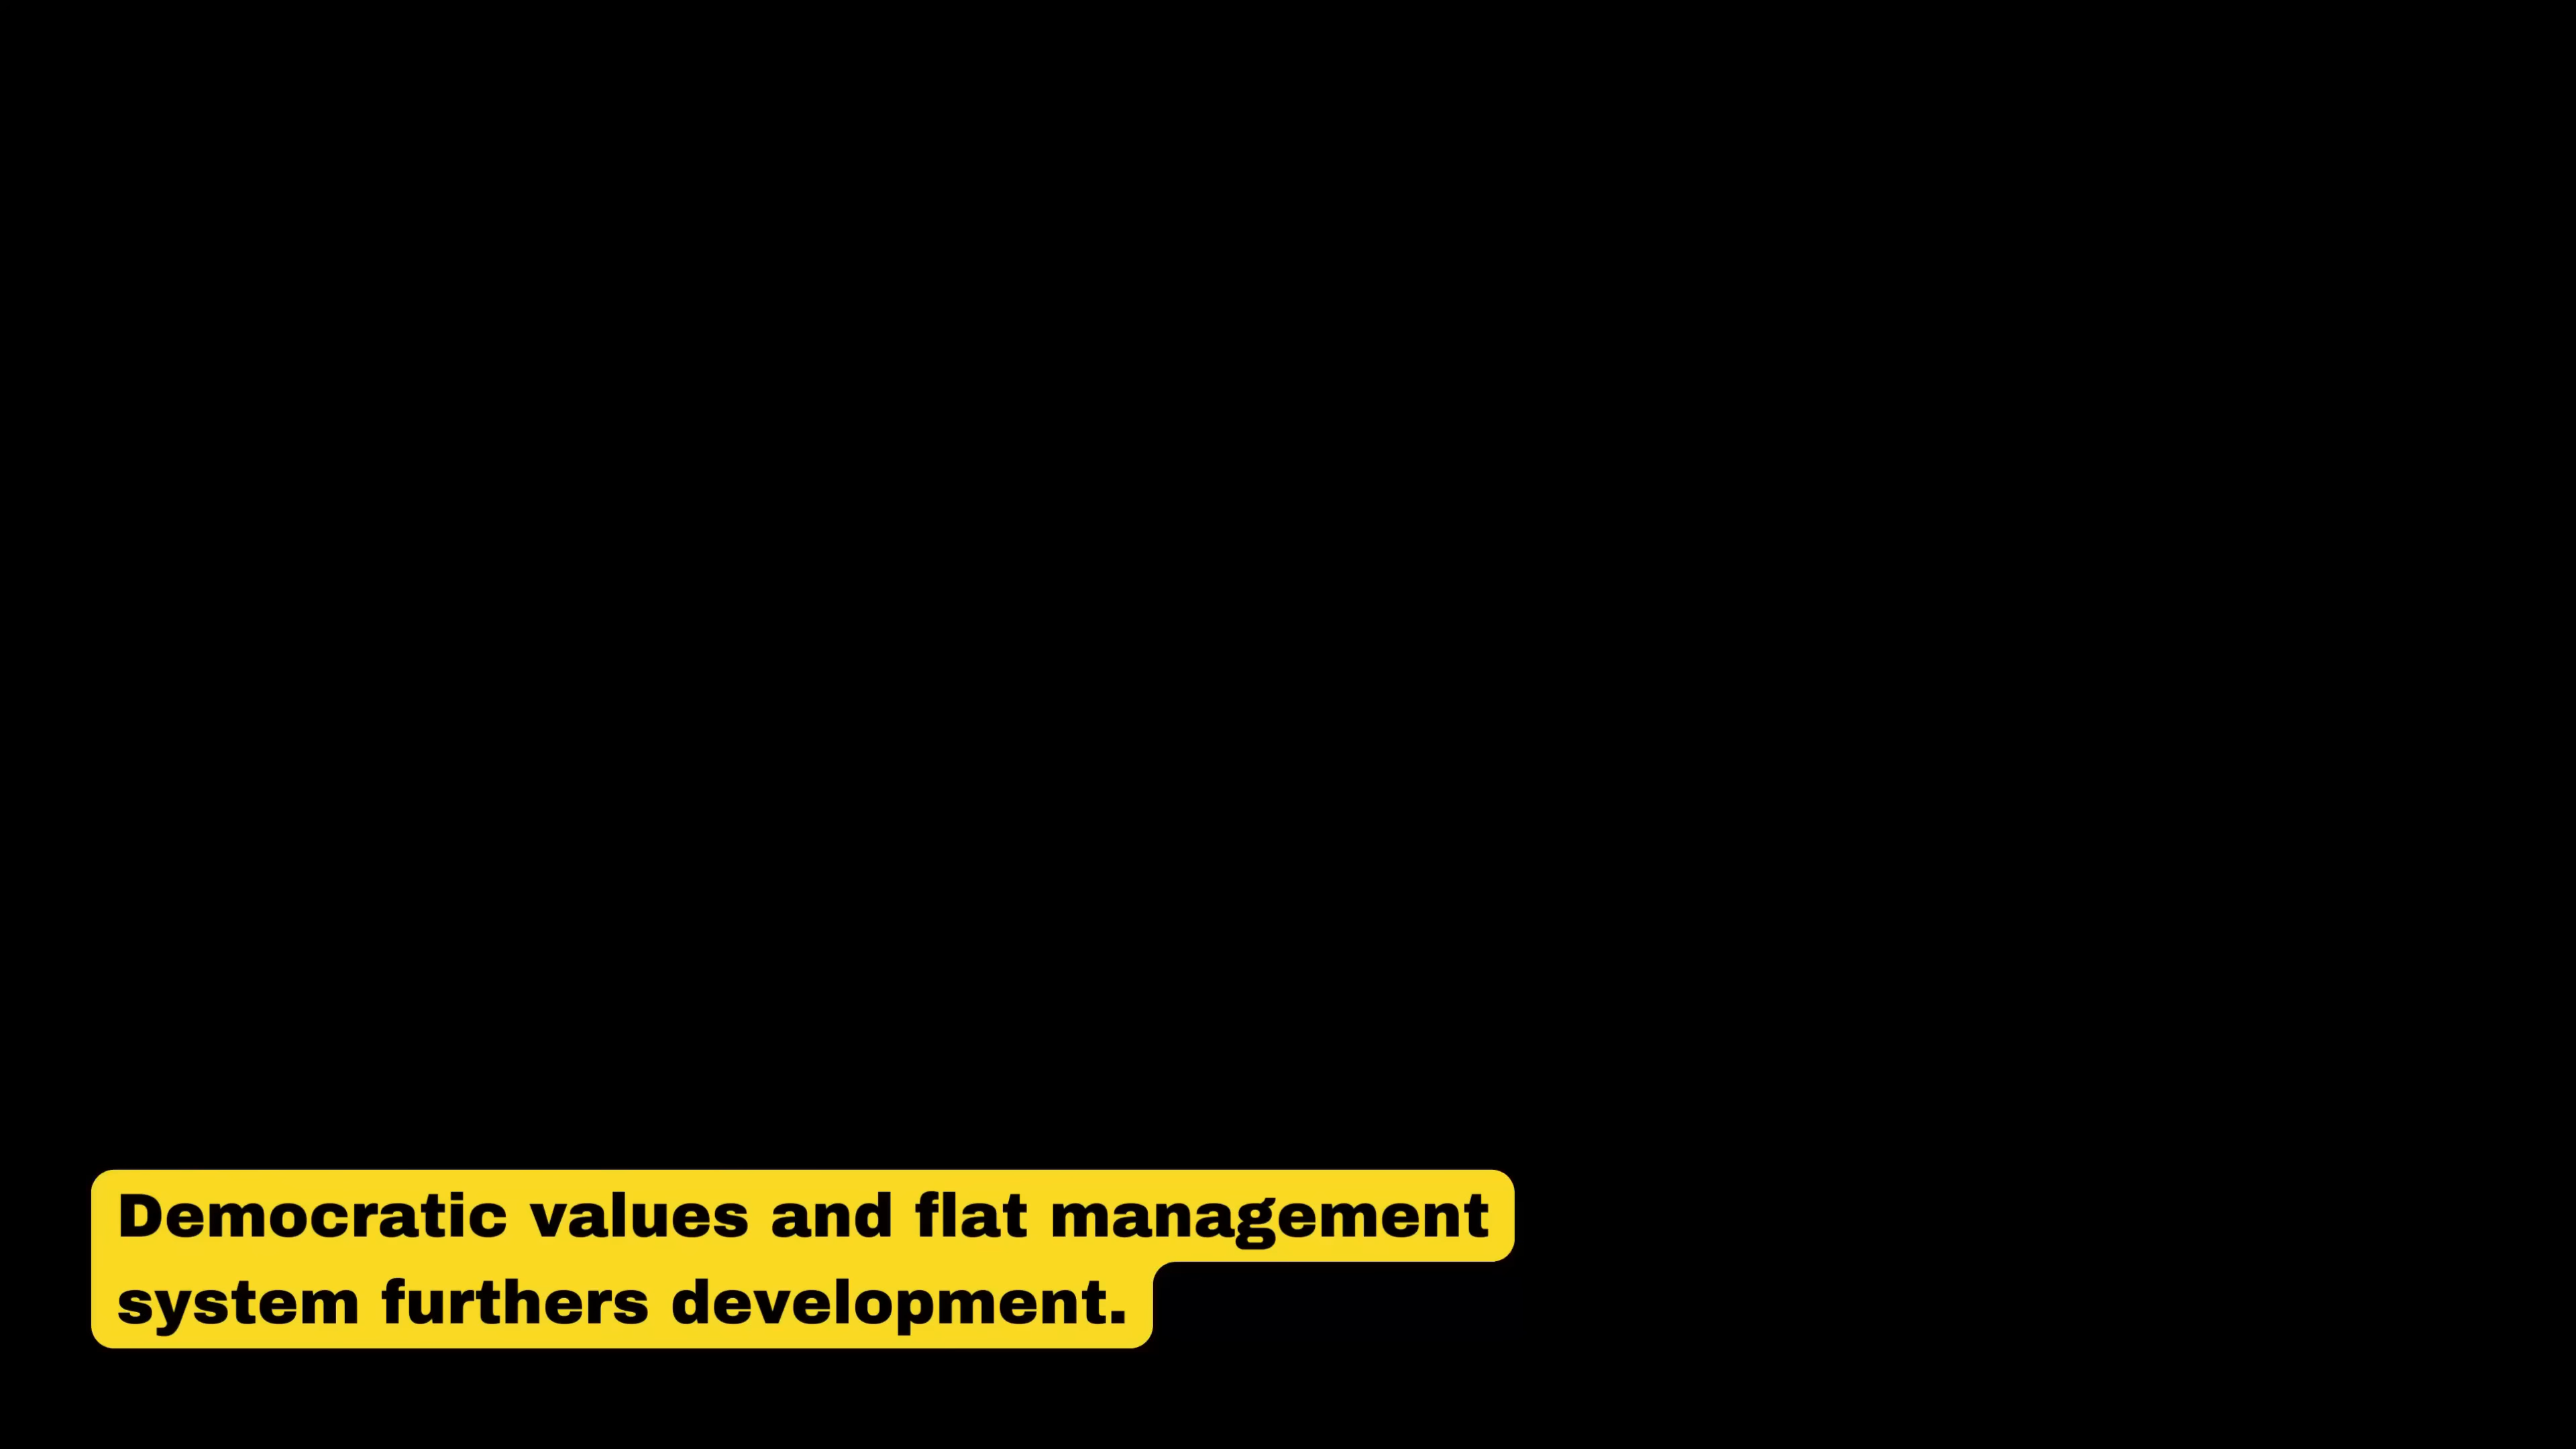 Democratic values and flat management
system furthers development.